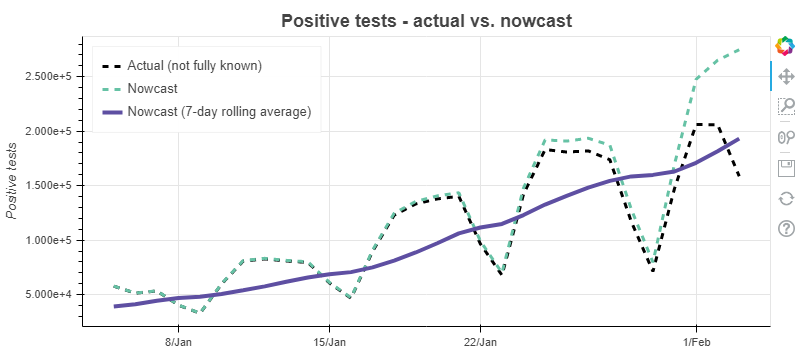 Positive tests - actual vs. nowcast
Actual (not fully known)
Nowcast
Nowcast (7-day rolling average)
Positive tests
2.500e+5
2.000e+5
1.500e+5
1.000e+5
5.000e+4
8/Jan
15/Jan
22/Jan
1/Feb